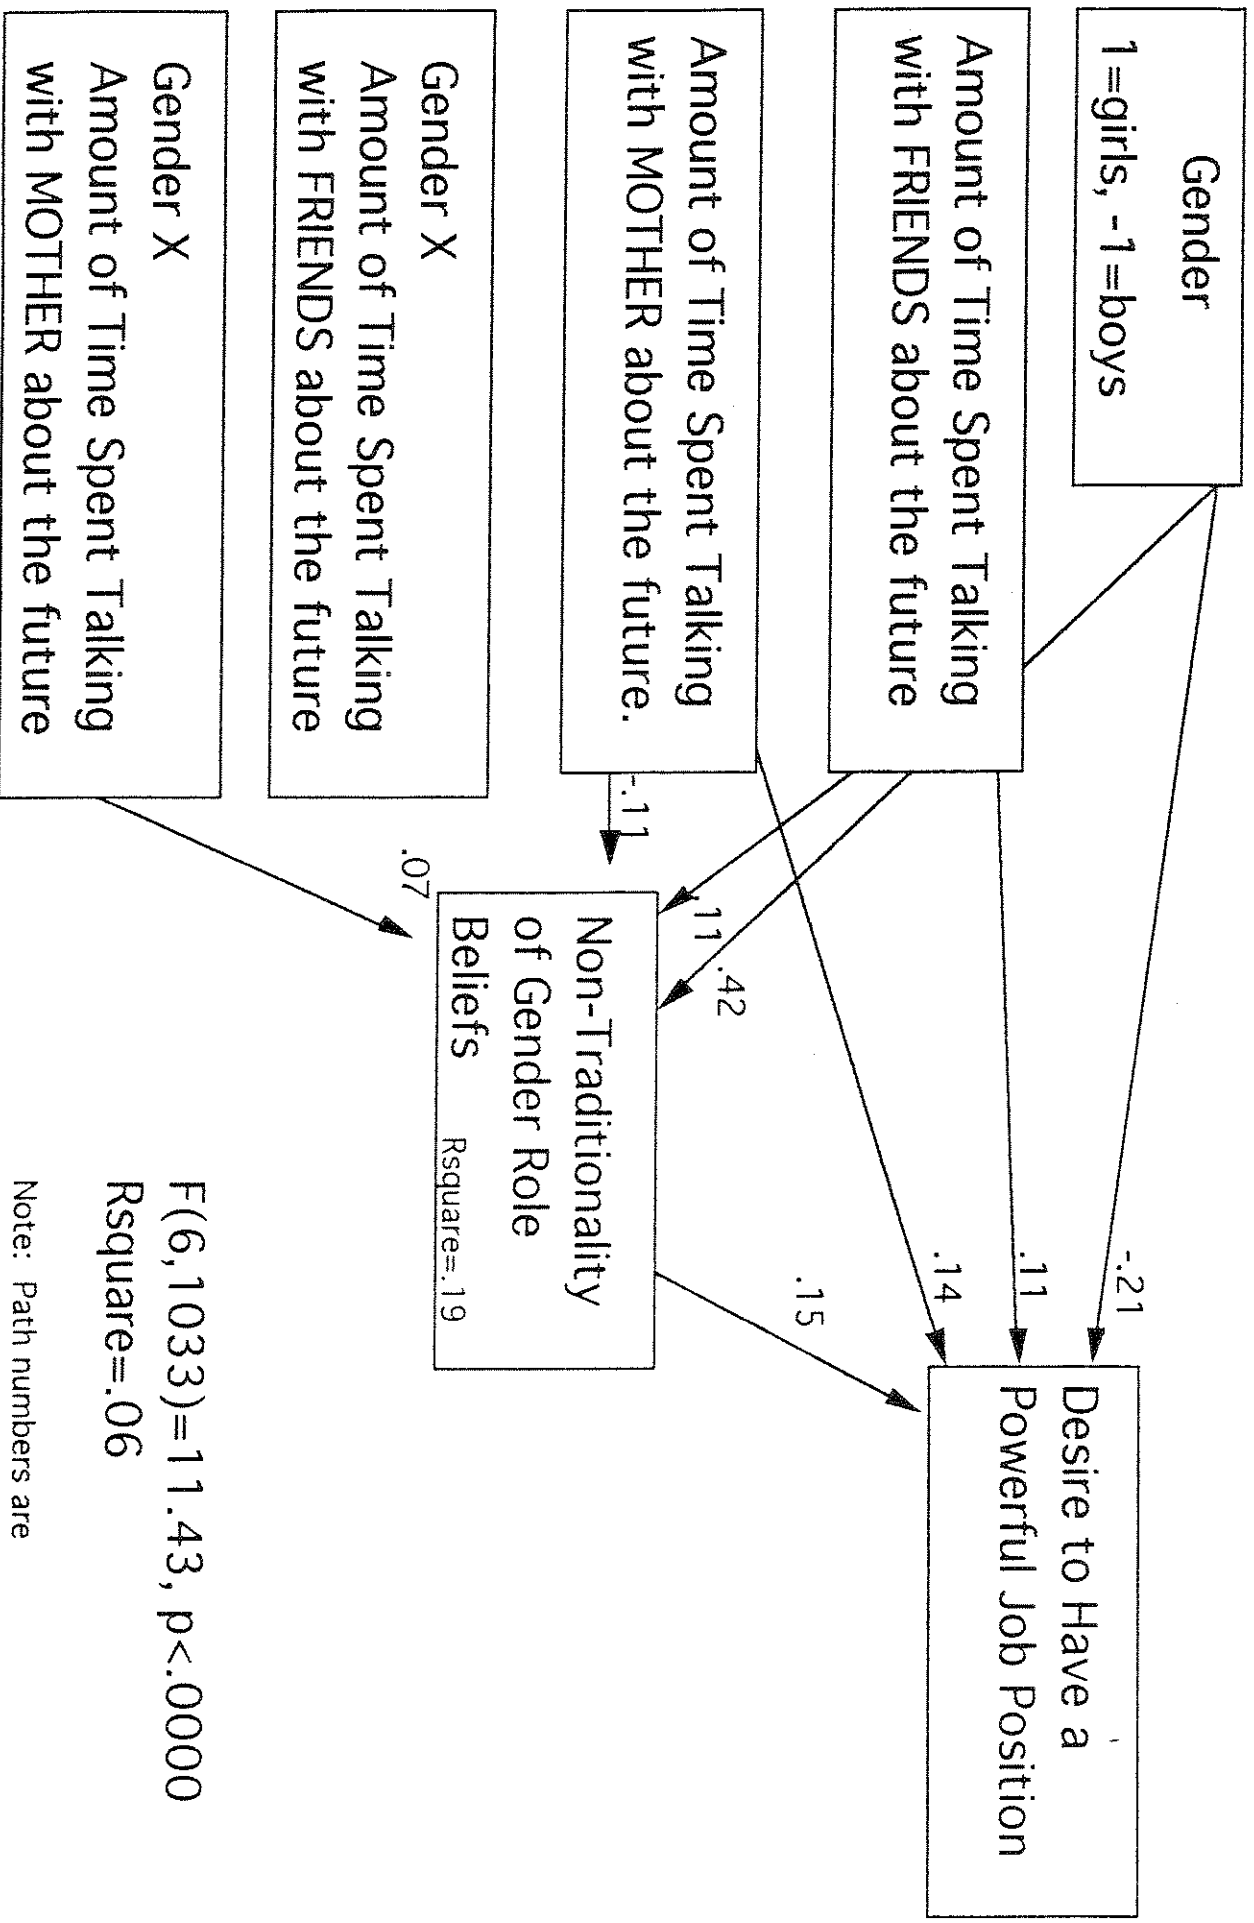 Gender
1=girls, -1=boys
Amount of Time Spent Talking
with FRIENDS about the future
Amount of Time Spent Talking
with MOTHER about the future.
Gender X
Amount of Time Spent Talking
with FRIENDS about the future
Gender X
Amount of Time Spent Talking
with MOTHER about the future
-.21
.11
.14
.15
.42
.11
-.11
.07
Desire to Have a
Powerful Job Position
Non-Traditionality
of Gender Role
Beliefs Rsquare=.19
F(6,1033)=11.43, p<.0000
Rsquare=.06
Note: Path numbers are